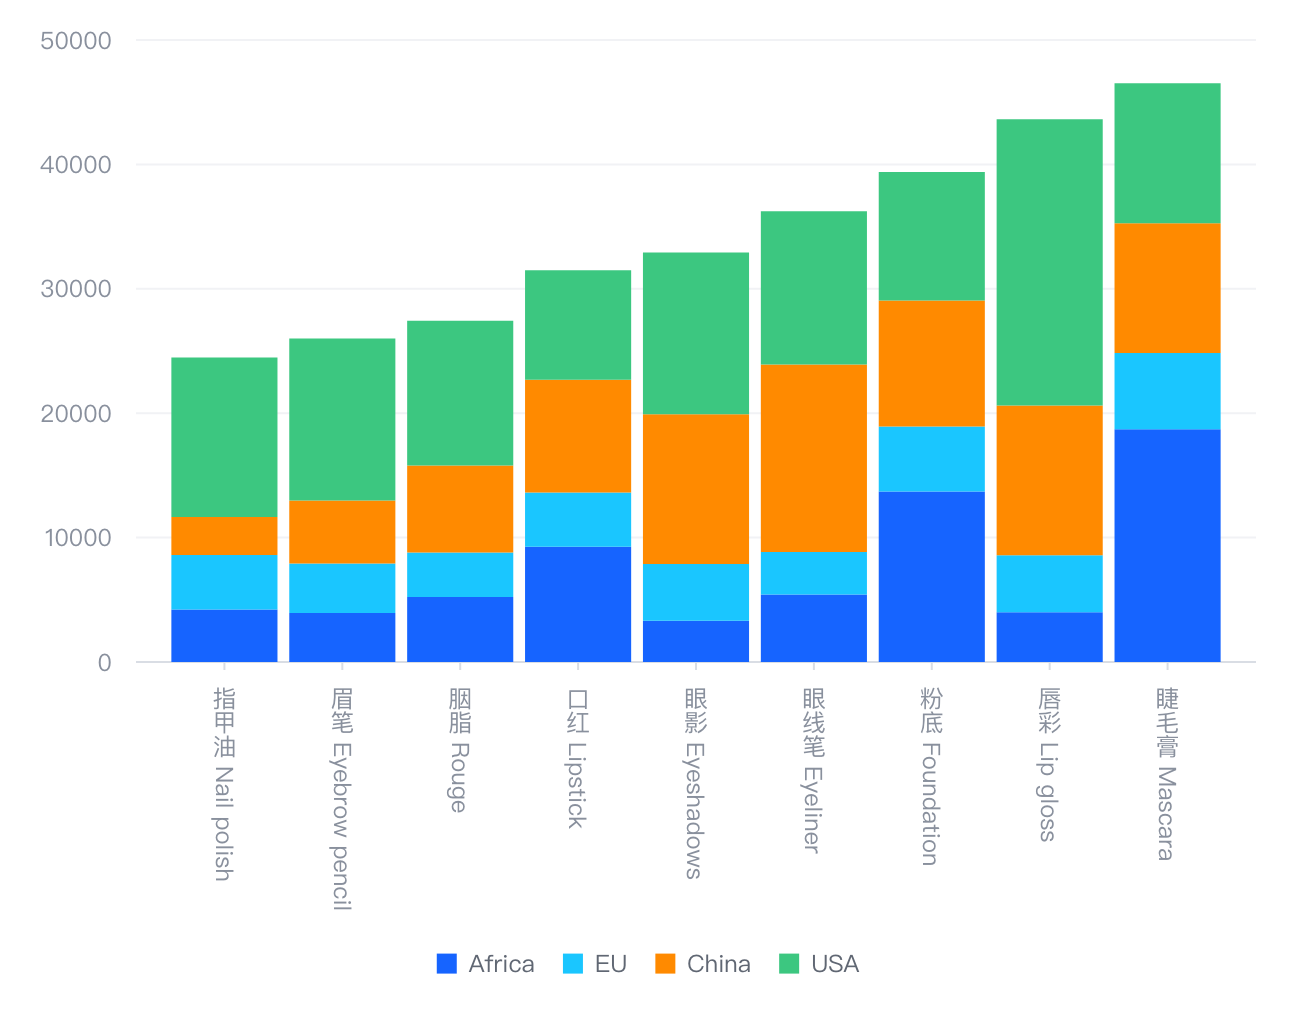 50000
40000
30000
20000
10000
0
指甲油 Nail polish
眉笔 Eyebrow pencil
胭脂 Rouge
口红 Lipstick
眼影 Eyeshadows
眼线笔 Eyeliner
粉底 Foundation
唇彩 Lip gloss
睫毛膏 Mascara
Africa EU China USA